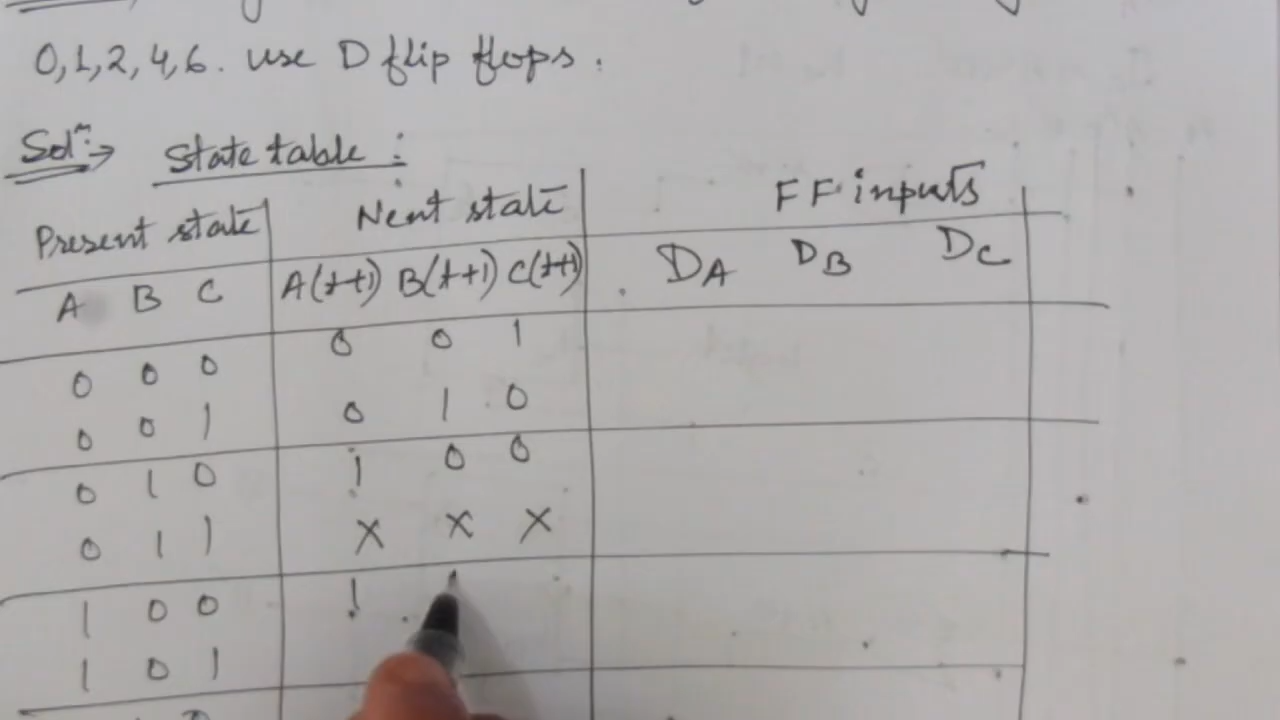 0,1,2,4,6. use D flip flops.
Solⁿ:→ State table :
Present state Next state FF inputs
A B C A(t+1) B(t+1) C(t+1) DA DB DC
0 0 0 0 0 1
0 0 1 0 1 0
0 1 0 1 0 0
0 1 1 X X X
1 0 0 1
1 0 1